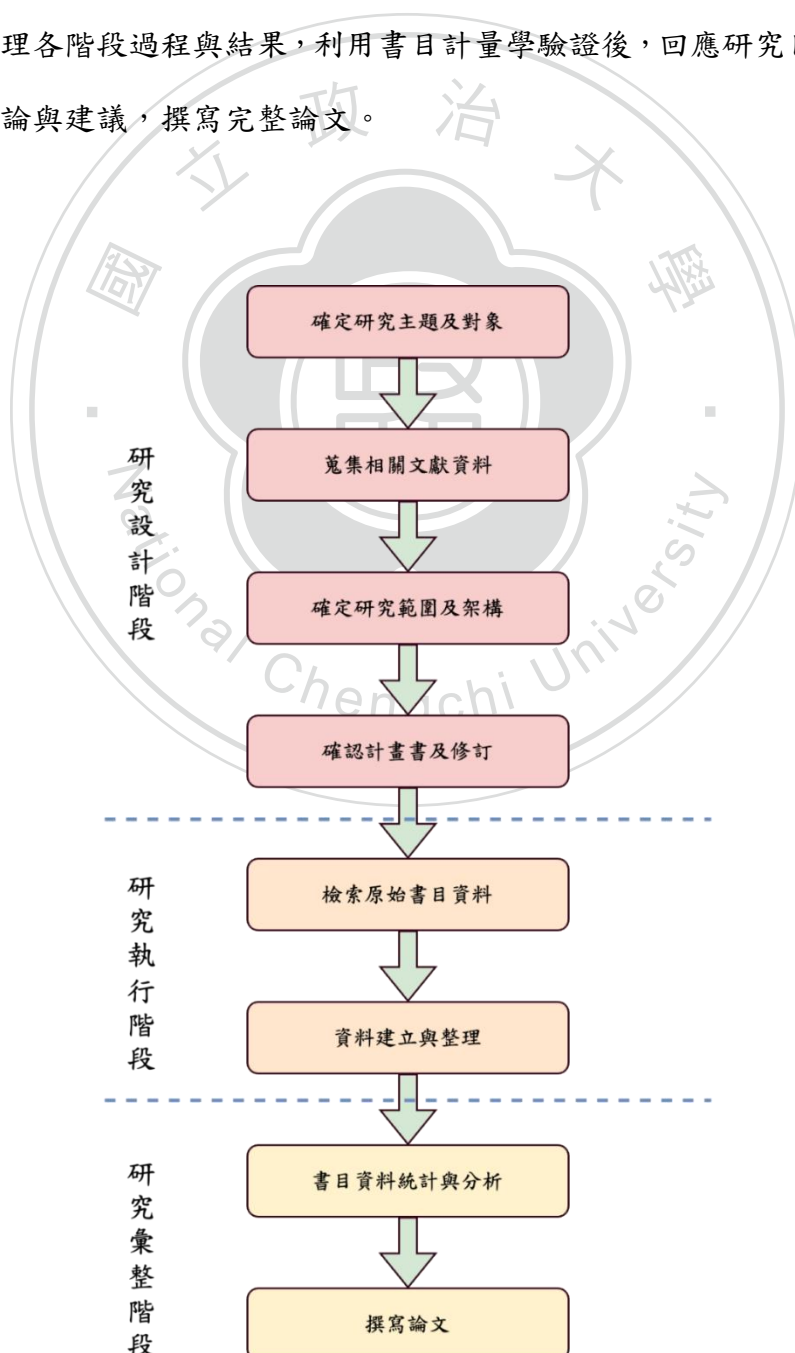 理各階段過程與結果，利用書目計量學驗證後，回應研究
論與建議，撰寫完整論文。
國立政治大學
National Chengchi University
研究設計階段
確定研究主題及對象
蒐集相關文獻資料
確定研究範圍及架構
確認計畫書及修訂
研究執行階段
檢索原始書目資料
資料建立與整理
研究彙整階段
書目資料統計與分析
撰寫論文